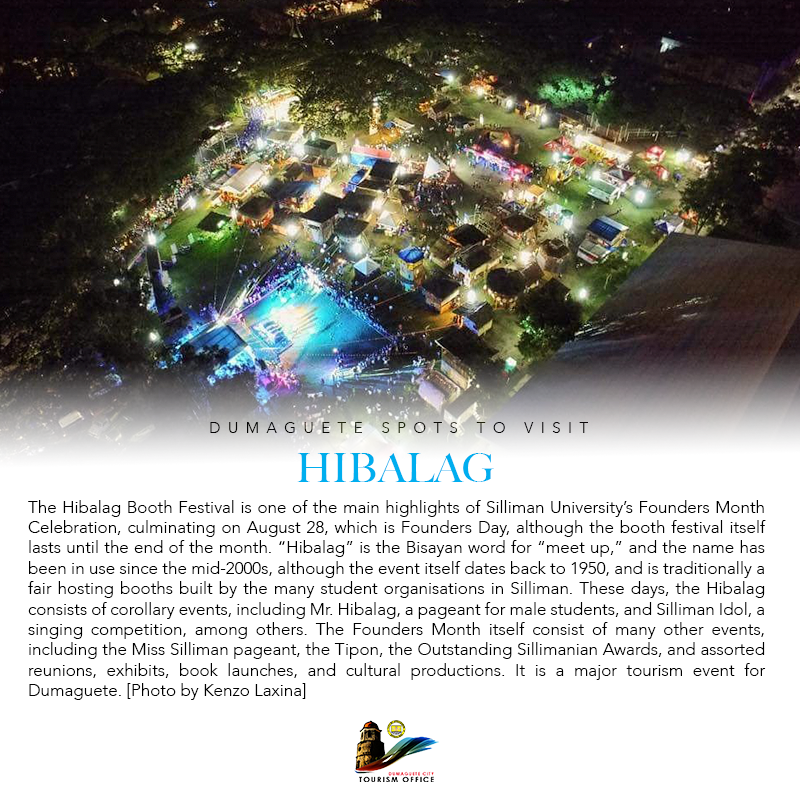 DUMAGUETE SPOTS TO VISIT
HIBALAG
The Hibalag Booth Festival is one of the main highlights of Silliman University’s Founders Month
Celebration, culminating on August 28, which is Founders Day, although the booth festival itself
lasts until the end of the month. “Hibalag” is the Bisayan word for “meet up,” and the name has
been in use since the mid-2000s, although the event itself dates back to 1950, and is traditionally a
fair hosting booths built by the many student organisations in Silliman. These days, the Hibalag
consists of corollary events, including Mr. Hibalag, a pageant for male students, and Silliman Idol, a
singing competition, among others. The Founders Month itself consist of many other events,
including the Miss Silliman pageant, the Tipon, the Outstanding Sillimanian Awards, and assorted
reunions, exhibits, book launches, and cultural productions. It is a major tourism event for
Dumaguete. [Photo by Kenzo Laxina]
DUMAGUETE CITY
TOURISM OFFICE